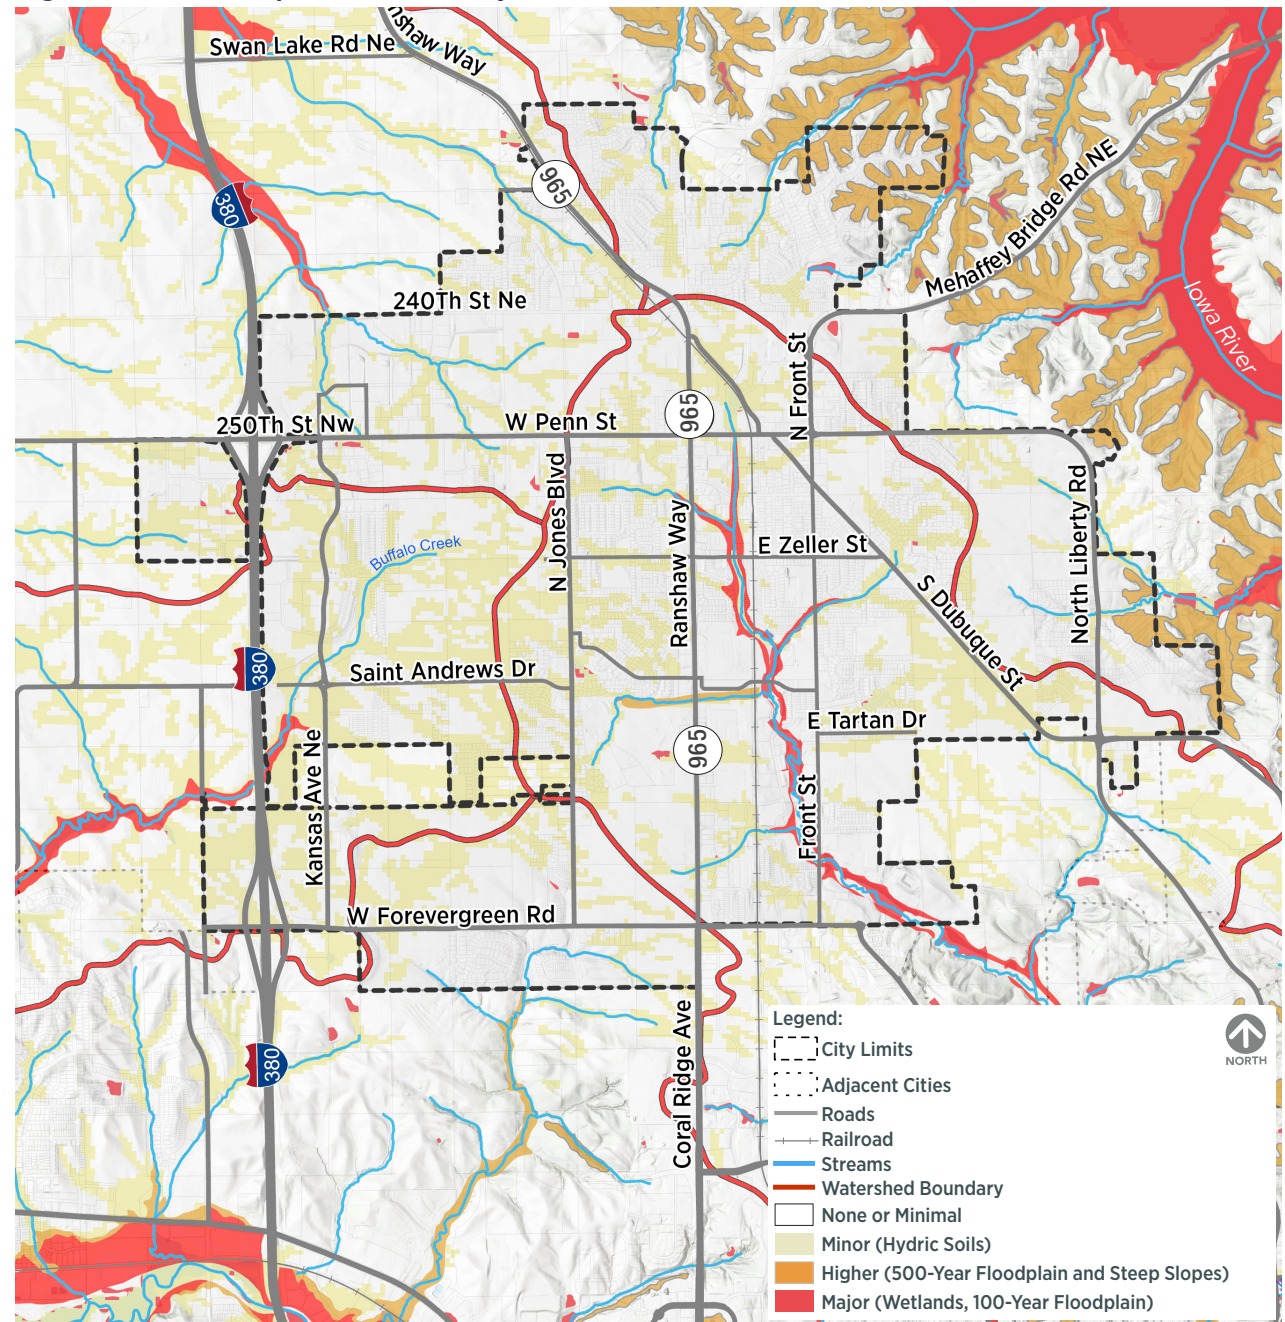 Swan Lake Rd Ne
nshaw Way
965
380
Mehaffey Bridge Rd NE
240Th St Ne
Iowa River
N Front St
965
250Th St Nw
W Penn St
N Jones Blvd
North Liberty Rd
Ranshaw Way
Buffalo Creek
E Zeller St
S Dubuque St
380
Saint Andrews Dr
E Tartan Dr
965
Kansas Ave Ne
Front St
W Forevergreen Rd
Coral Ridge Ave
380
Legend:
City Limits
Adjacent Cities
Roads
Railroad
Streams
Watershed Boundary
None or Minimal
Minor (Hydric Soils)
Higher (500-Year Floodplain and Steep Slopes)
Major (Wetlands, 100-Year Floodplain)
NORTH